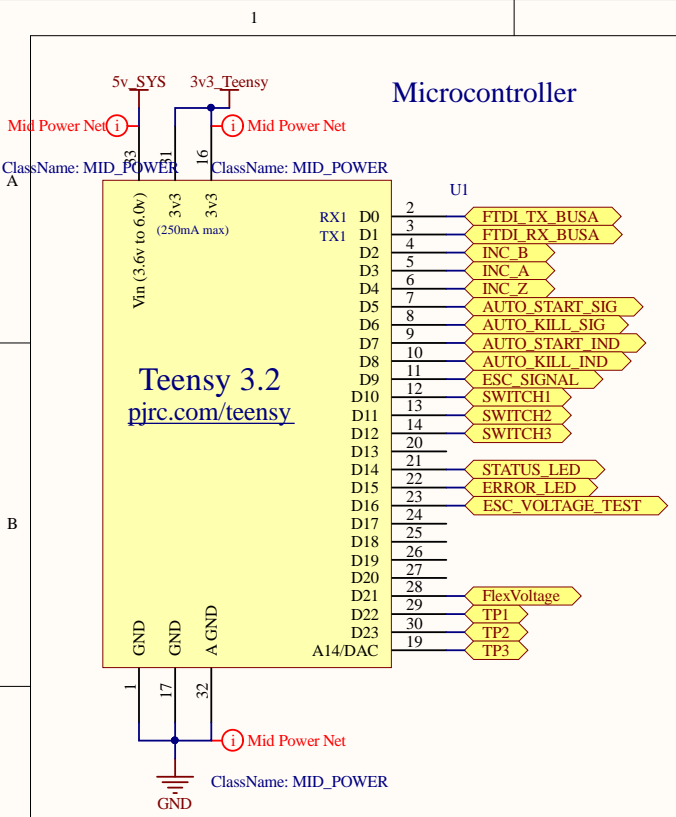 1
5v_SYS 3v3_Teensy
Microcontroller
Mid Power Net i i Mid Power Net
33 31 16
ClassName: MID_POWER ClassName: MID_POWER
A
U1
Vin (3.6v to 6.0v) 3v3 3v3
(250mA max)
RX1 D0 2 FTDI_TX_BUSA
TX1 D1 3 FTDI_RX_BUSA
D2 4 INC_B
D3 5 INC_A
D4 6 INC_Z
D5 7 AUTO_START_SIG
D6 8 AUTO_KILL_SIG
D7 9 AUTO_START_IND
D8 10 AUTO_KILL_IND
D9 11 ESC_SIGNAL
Teensy 3.2
D10 12 SWITCH1
pjrc.com/teensy
D11 13 SWITCH2
D12 14 SWITCH3
D13 20
D14 21 STATUS_LED
D15 22 ERROR_LED
D16 23 ESC_VOLTAGE_TEST
B
D17 24
D18 25
D19 26
D20 27
D21 28 FlexVoltage
D22 29 TP1
D23 30 TP2
A14/DAC 19 TP3
GND GND A GND
1 17 32
i Mid Power Net
ClassName: MID_POWER
GND